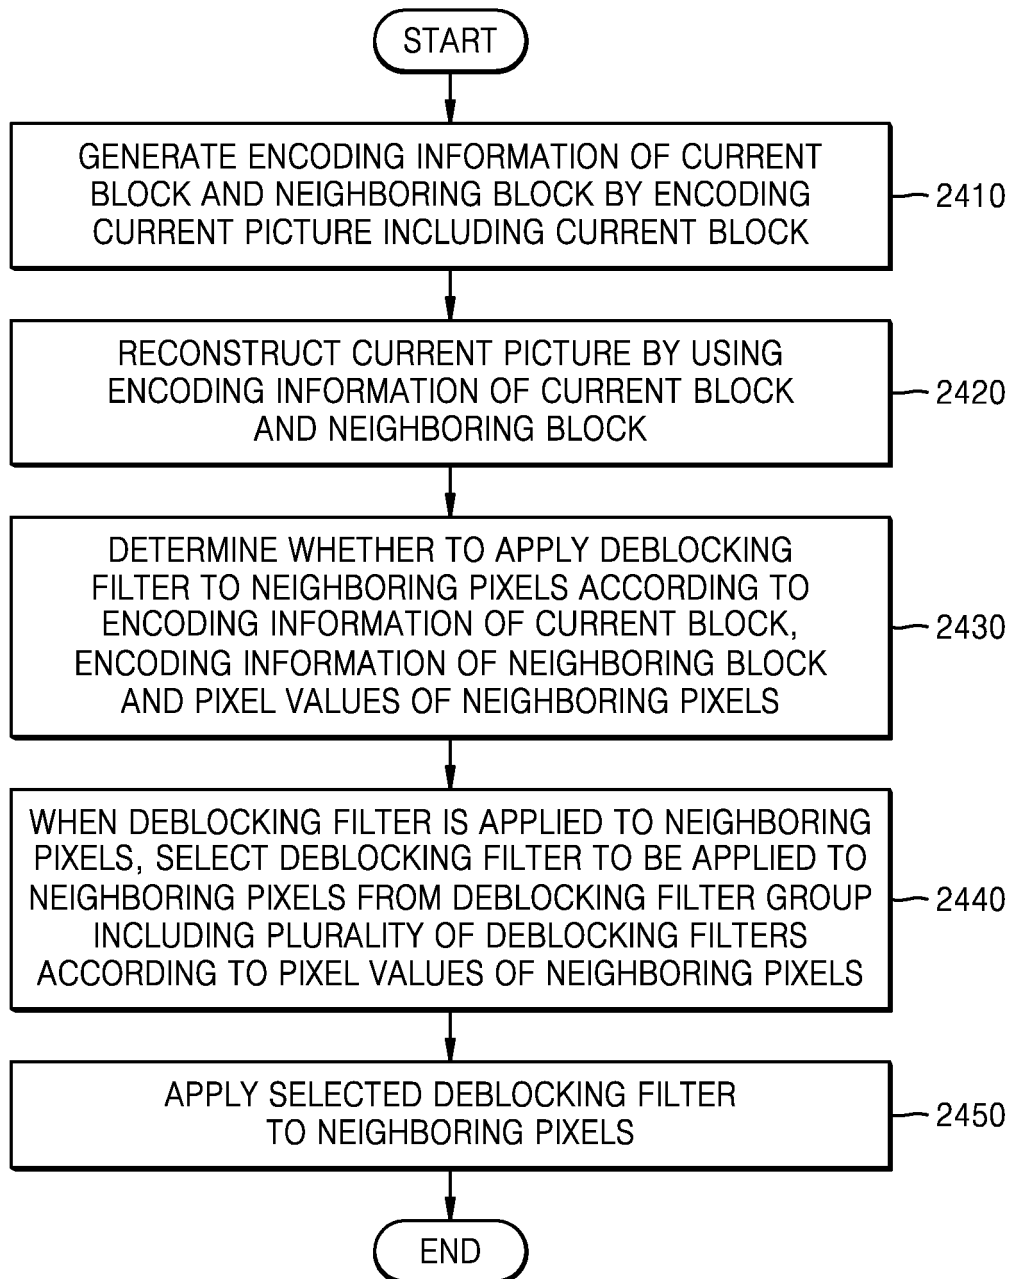 START
GENERATE ENCODING INFORMATION OF CURRENT
BLOCK AND NEIGHBORING BLOCK BY ENCODING
CURRENT PICTURE INCLUDING CURRENT BLOCK
2410
RECONSTRUCT CURRENT PICTURE BY USING
ENCODING INFORMATION OF CURRENT BLOCK
AND NEIGHBORING BLOCK
2420
DETERMINE WHETHER TO APPLY DEBLOCKING
FILTER TO NEIGHBORING PIXELS ACCORDING TO
ENCODING INFORMATION OF CURRENT BLOCK,
ENCODING INFORMATION OF NEIGHBORING BLOCK
AND PIXEL VALUES OF NEIGHBORING PIXELS
2430
WHEN DEBLOCKING FILTER IS APPLIED TO NEIGHBORING
PIXELS, SELECT DEBLOCKING FILTER TO BE APPLIED TO
NEIGHBORING PIXELS FROM DEBLOCKING FILTER GROUP
INCLUDING PLURALITY OF DEBLOCKING FILTERS
ACCORDING TO PIXEL VALUES OF NEIGHBORING PIXELS
2440
APPLY SELECTED DEBLOCKING FILTER
TO NEIGHBORING PIXELS
2450
END